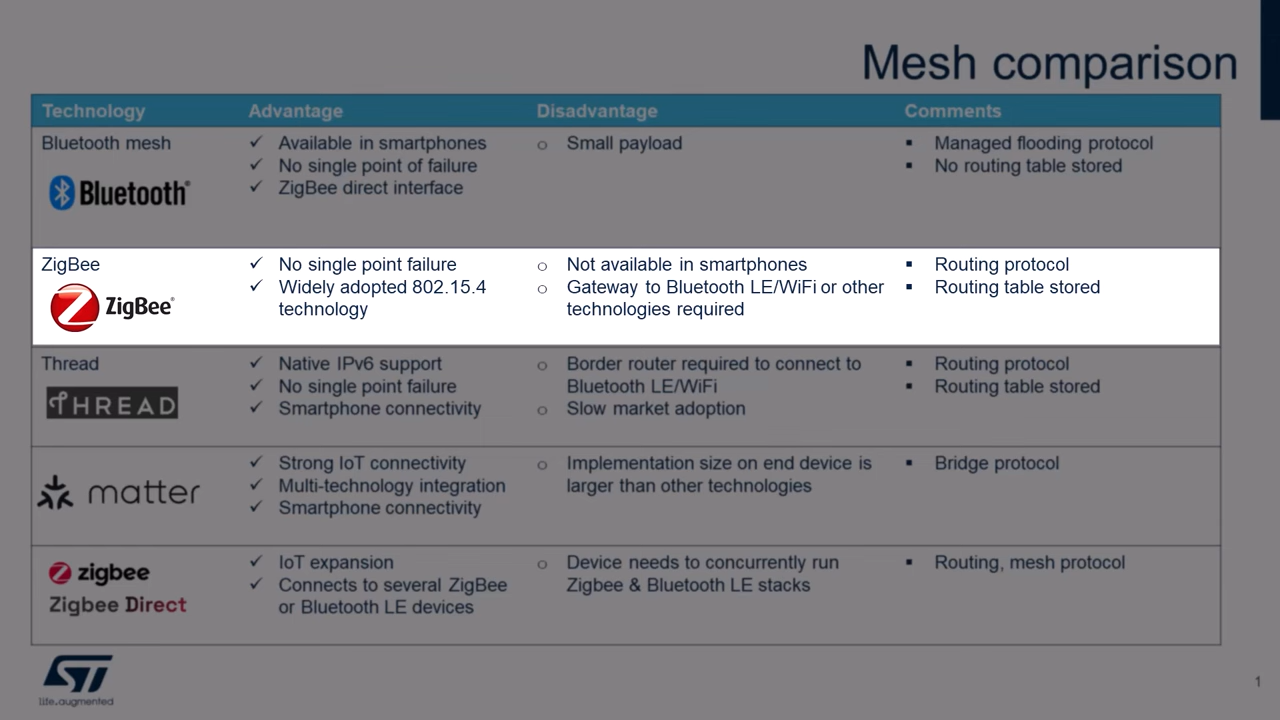 Mesh comparison
Technology Advantage Disadvantage Comments
Bluetooth mesh
Bluetooth®
✓ Available in smartphones
✓ No single point of failure
✓ ZigBee direct interface
o Small payload
▪ Managed flooding protocol
▪ No routing table stored
ZigBee
ZigBee®
✓ No single point failure
✓ Widely adopted 802.15.4
technology
o Not available in smartphones
o Gateway to Bluetooth LE/WiFi or other
technologies required
▪ Routing protocol
▪ Routing table stored
Thread
THREAD
✓ Native IPv6 support
✓ No single point failure
✓ Smartphone connectivity
o Border router required to connect to
Bluetooth LE/WiFi
o Slow market adoption
▪ Routing protocol
▪ Routing table stored
matter
✓ Strong IoT connectivity
✓ Multi-technology integration
✓ Smartphone connectivity
o Implementation size on end device is
larger than other technologies
▪ Bridge protocol
zigbee
Zigbee Direct
✓ IoT expansion
✓ Connects to several ZigBee
or Bluetooth LE devices
o Device needs to concurrently run
Zigbee & Bluetooth LE stacks
▪ Routing, mesh protocol
ST
life.augmented
1